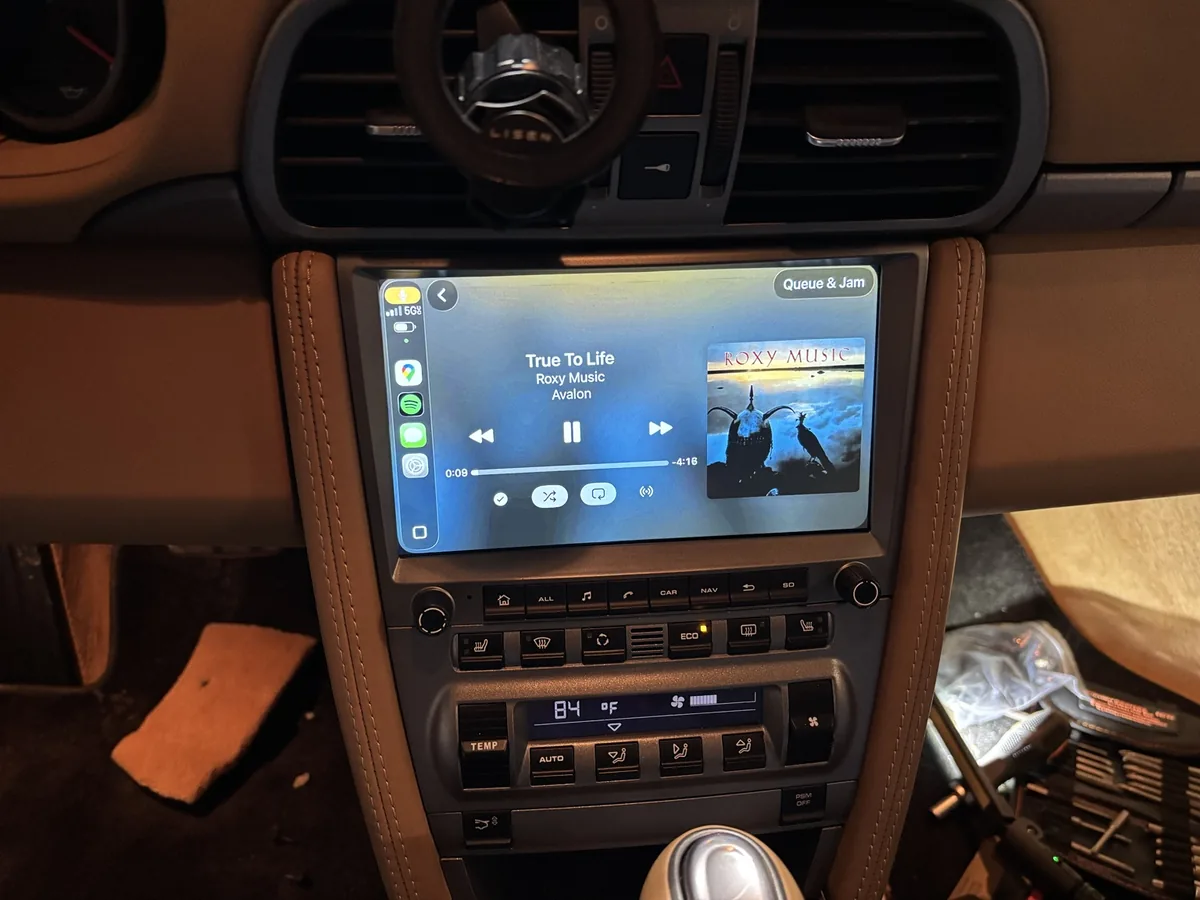 LISEN
Queue & Jam
5G
True To Life
Roxy Music
Avalon
0:09
-4:16
ROXY MUSIC
ALL
CAR
NAV
SD
ECO
84 °F
TEMP
AUTO
PSM
OFF